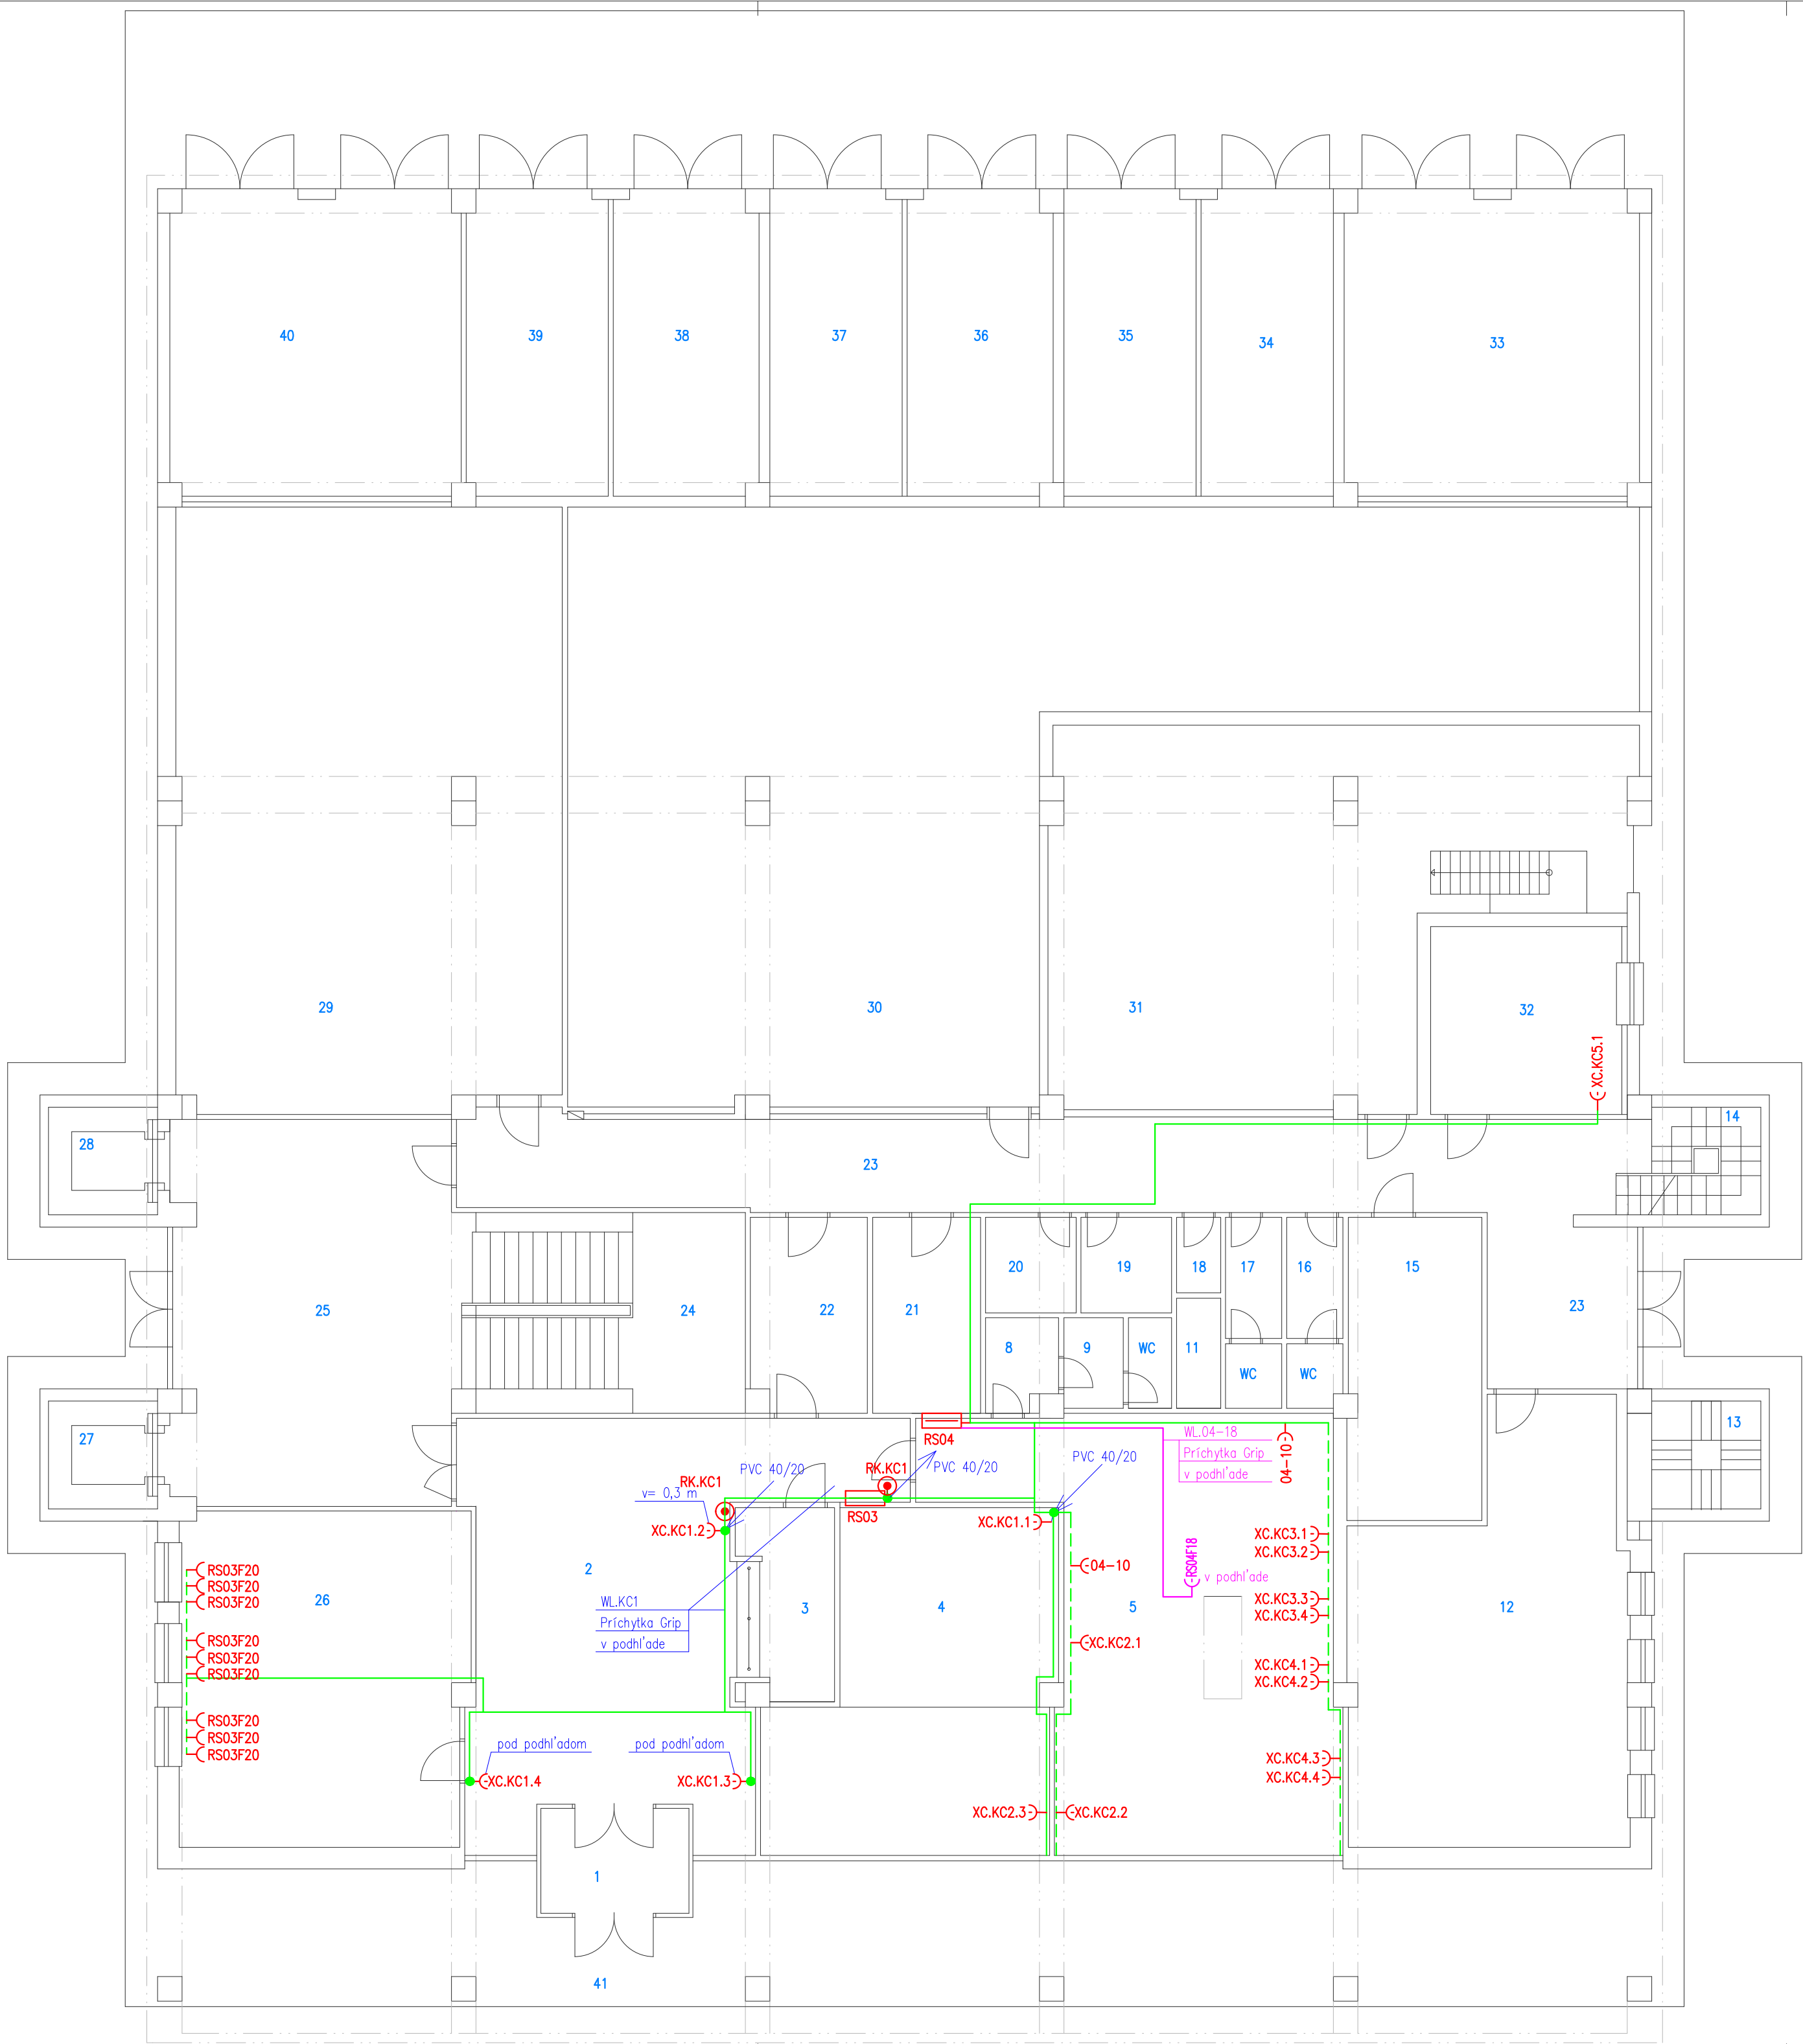 40
39
38
37
36
35
34
33
29
30
31
32
XC.KC5.1
14
28
23
20
19
18
17
16
15
25
24
22
21
23
8
9
WC
11
WC
WC
27
13
RS04
WL.04-18
Príchytka Grip
v podhľade
04-10
PVC 40/20
PVC 40/20
PVC 40/20
RK.KC1
RK.KC1
v= 0,3 m
RS03
XC.KC1.2
XC.KC1.1
XC.KC3.1
XC.KC3.2
RS03F20
RS03F20
RS03F20
26
2
04-10
RS04F18
v podhľade
WL.KC1
Príchytka Grip
v podhľade
3
4
5
12
XC.KC3.3
XC.KC3.4
RS03F20
RS03F20
RS03F20
XC.KC2.1
XC.KC4.1
XC.KC4.2
RS03F20
RS03F20
RS03F20
pod podhľadom
pod podhľadom
XC.KC4.3
XC.KC1.4
XC.KC1.3
XC.KC4.4
XC.KC2.3
XC.KC2.2
1
41